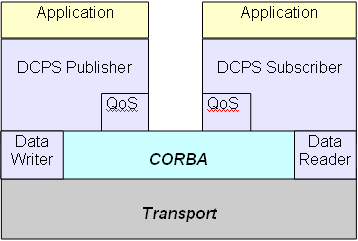 Application
Application
DCPS Publisher
DCPS Subscriber
QoS
QoS
Data
Writer
CORBA
Data
Reader
Transport